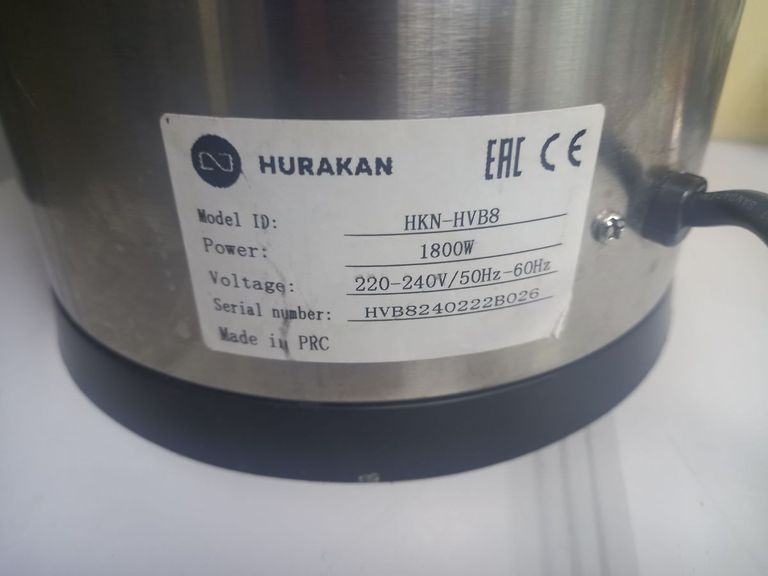 HURAKAN EAC CE
Model ID: HKN-HVB8
Power: 1800W
Voltage: 220-240V/50Hz-60Hz
Serial number: HVB8240222B026
Made in PRC